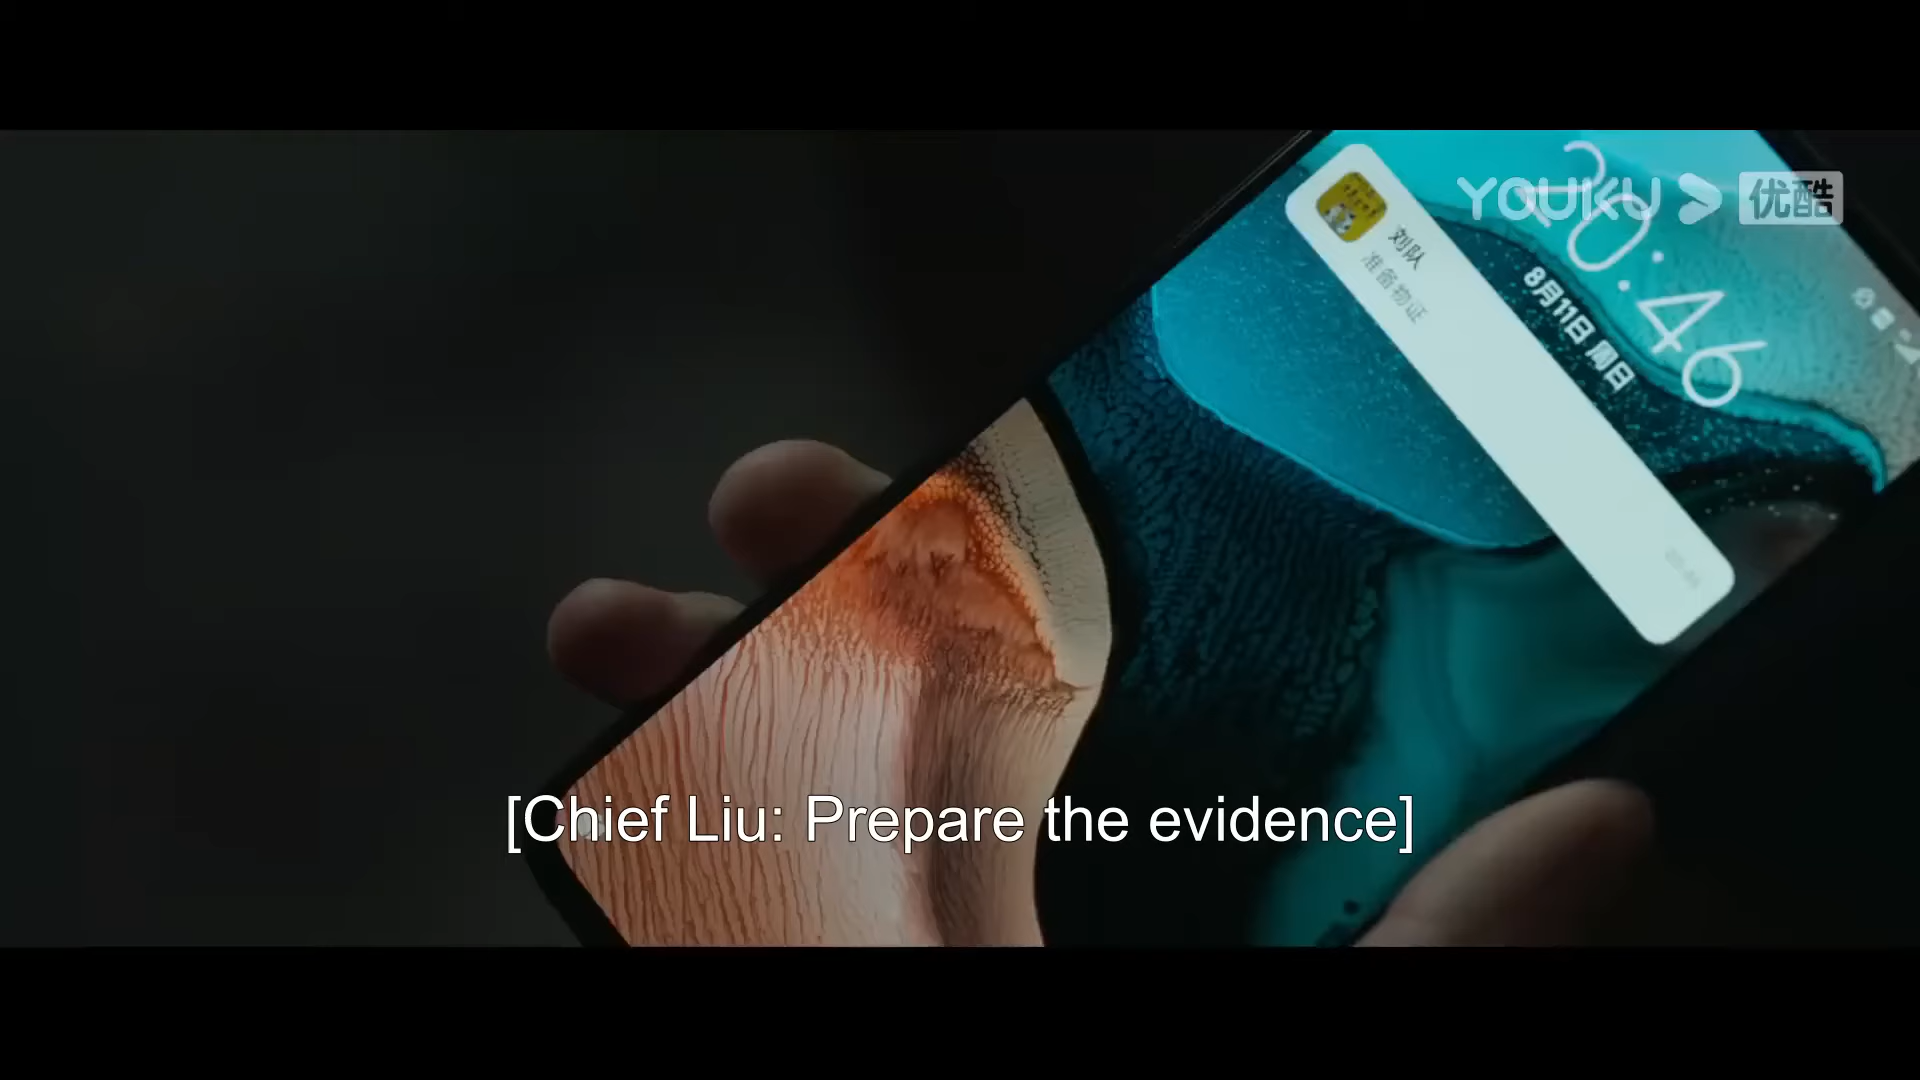 YOUKU 优酷
20:46
8月11日 周日
刘队
准备物证
[Chief Liu: Prepare the evidence]